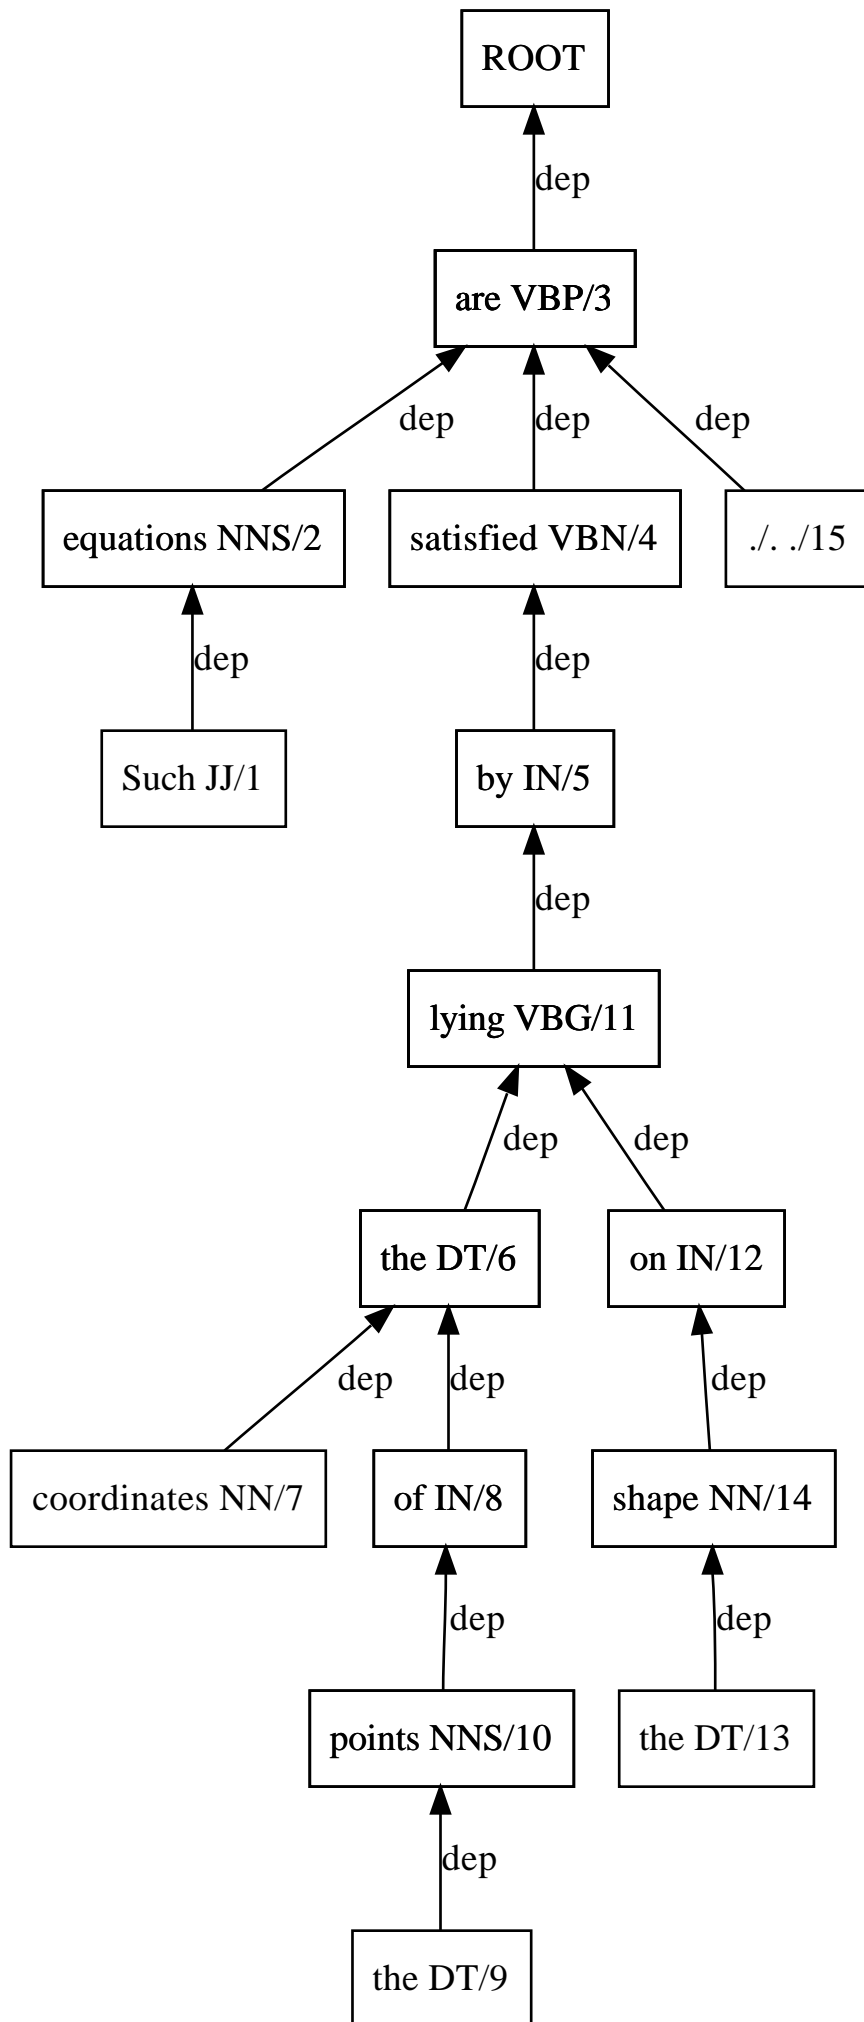 ROOT
dep
are VBP/3
dep dep dep
equations NNS/2 satisfied VBN/4 ./. ./15
dep dep
Such JJ/1 by IN/5
dep
lying VBG/11
dep dep
the DT/6 on IN/12
dep dep dep
coordinates NN/7 of IN/8 shape NN/14
dep dep
points NNS/10 the DT/13
dep
the DT/9